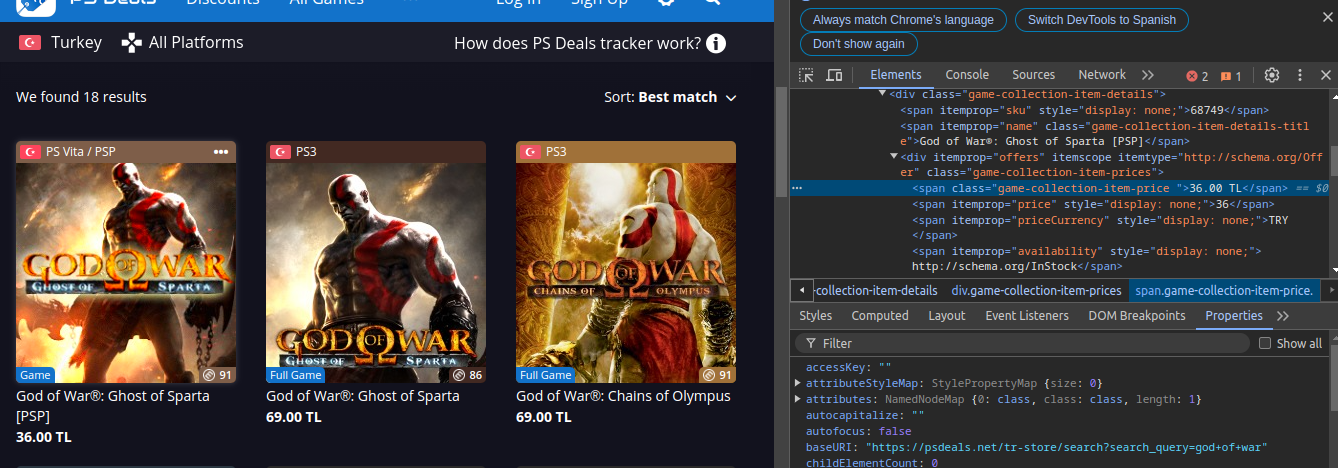 PS Deals
Discounts
All Games
Log In
Sign Up
Turkey
All Platforms
How does PS Deals tracker work?
We found 18 results
Sort: Best match
PS Vita / PSP
GOD OF WAR
GHOST OF SPARTA
Game
91
God of War®: Ghost of Sparta
[PSP]
36.00 TL
PS3
GOD OF WAR
GHOST OF SPARTA
Full Game
86
God of War®: Ghost of Sparta
69.00 TL
PS3
GOD OF WAR
CHAINS OF OLYMPUS
Full Game
91
God of War®: Chains of Olympus
69.00 TL
Always match Chrome's language
Switch DevTools to Spanish
Don't show again
Elements
Console
Sources
Network
2
1
<div class="game-collection-item-details">
<span itemprop="sku" style="display: none;">68749</span>
<span itemprop="name" class="game-collection-item-details-titl
e">God of War®: Ghost of Sparta [PSP]</span>
<div itemprop="offers" itemscope itemtype="http://schema.org/Off
er" class="game-collection-item-prices">
<span class="game-collection-item-price ">36.00 TL</span> == $0
<span itemprop="price" style="display: none;">36</span>
<span itemprop="priceCurrency" style="display: none;">TRY
</span>
<span itemprop="availability" style="display: none;">
http://schema.org/InStock</span>
-collection-item-details
div.game-collection-item-prices
span.game-collection-item-price.
Styles
Computed
Layout
Event Listeners
DOM Breakpoints
Properties
Filter
Show all
accessKey: ""
attributeStyleMap: StylePropertyMap {size: 0}
attributes: NamedNodeMap {0: class, class: class, length: 1}
autocapitalize: ""
autofocus: false
baseURI: "https://psdeals.net/tr-store/search?search_query=god+of+war"
childElementCount: 0